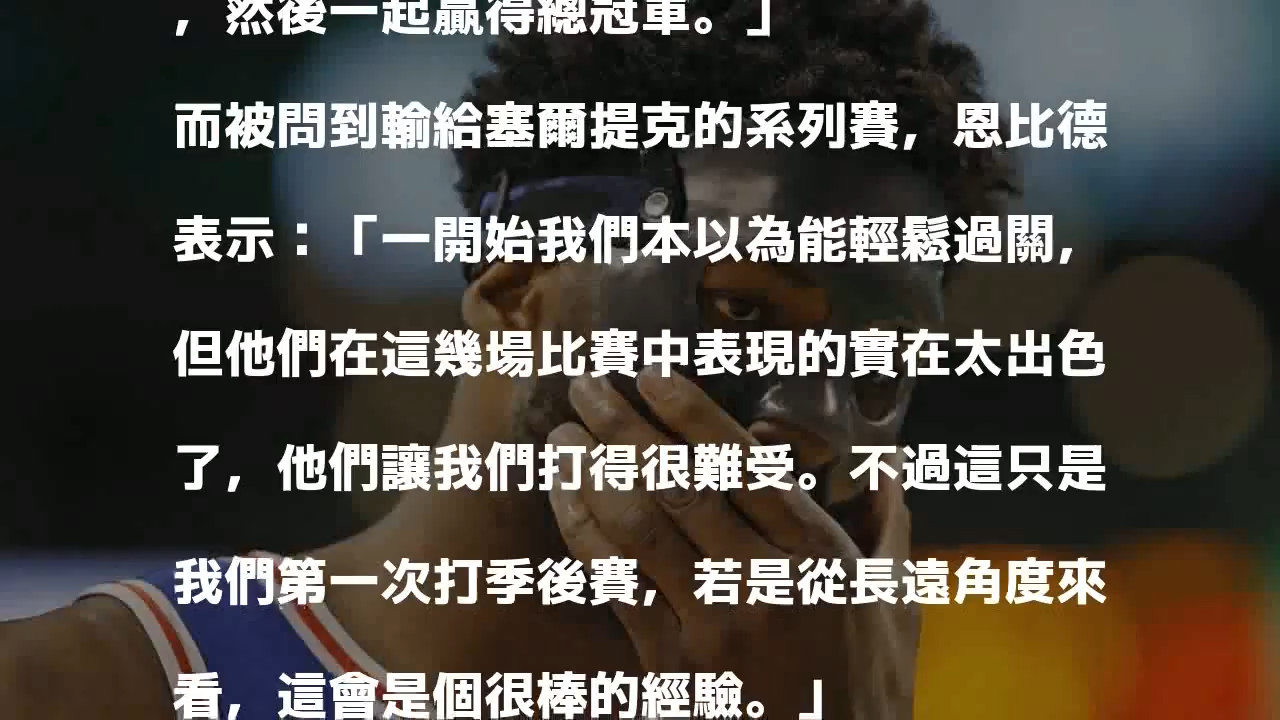 ，然後一起贏得總冠軍。」
而被問到輸給塞爾提克的系列賽，恩比德
表示：「一開始我們本以為能輕鬆過關，
但他們在這幾場比賽中表現的實在太出色
了，他們讓我們打得很難受。不過這只是
我們第一次打季後賽，若是從長遠角度來
看，這會是個很棒的經驗。」